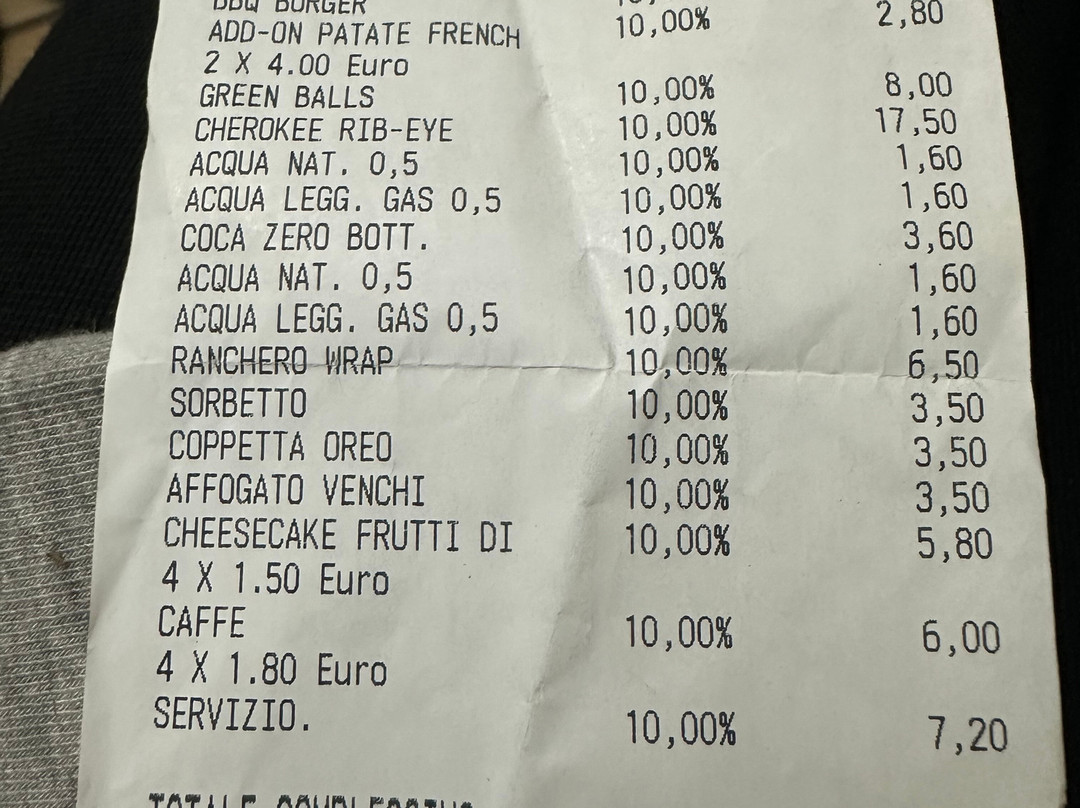 BBQ BURGER
ADD-ON PATATE FRENCH 10,00% 2,80
2 X 4.00 Euro
GREEN BALLS 10,00% 8,00
CHEROKEE RIB-EYE 10,00% 17,50
ACQUA NAT. 0,5 10,00% 1,60
ACQUA LEGG. GAS 0,5 10,00% 1,60
COCA ZERO BOTT. 10,00% 3,60
ACQUA NAT. 0,5 10,00% 1,60
ACQUA LEGG. GAS 0,5 10,00% 1,60
RANCHERO WRAP 10,00% 6,50
SORBETTO 10,00% 3,50
COPPETTA OREO 10,00% 3,50
AFFOGATO VENCHI 10,00% 3,50
CHEESECAKE FRUTTI DI 10,00% 5,80
4 X 1.50 Euro
CAFFE 10,00% 6,00
4 X 1.80 Euro
SERVIZIO. 10,00% 7,20
TOTALE COMPLESSIVO